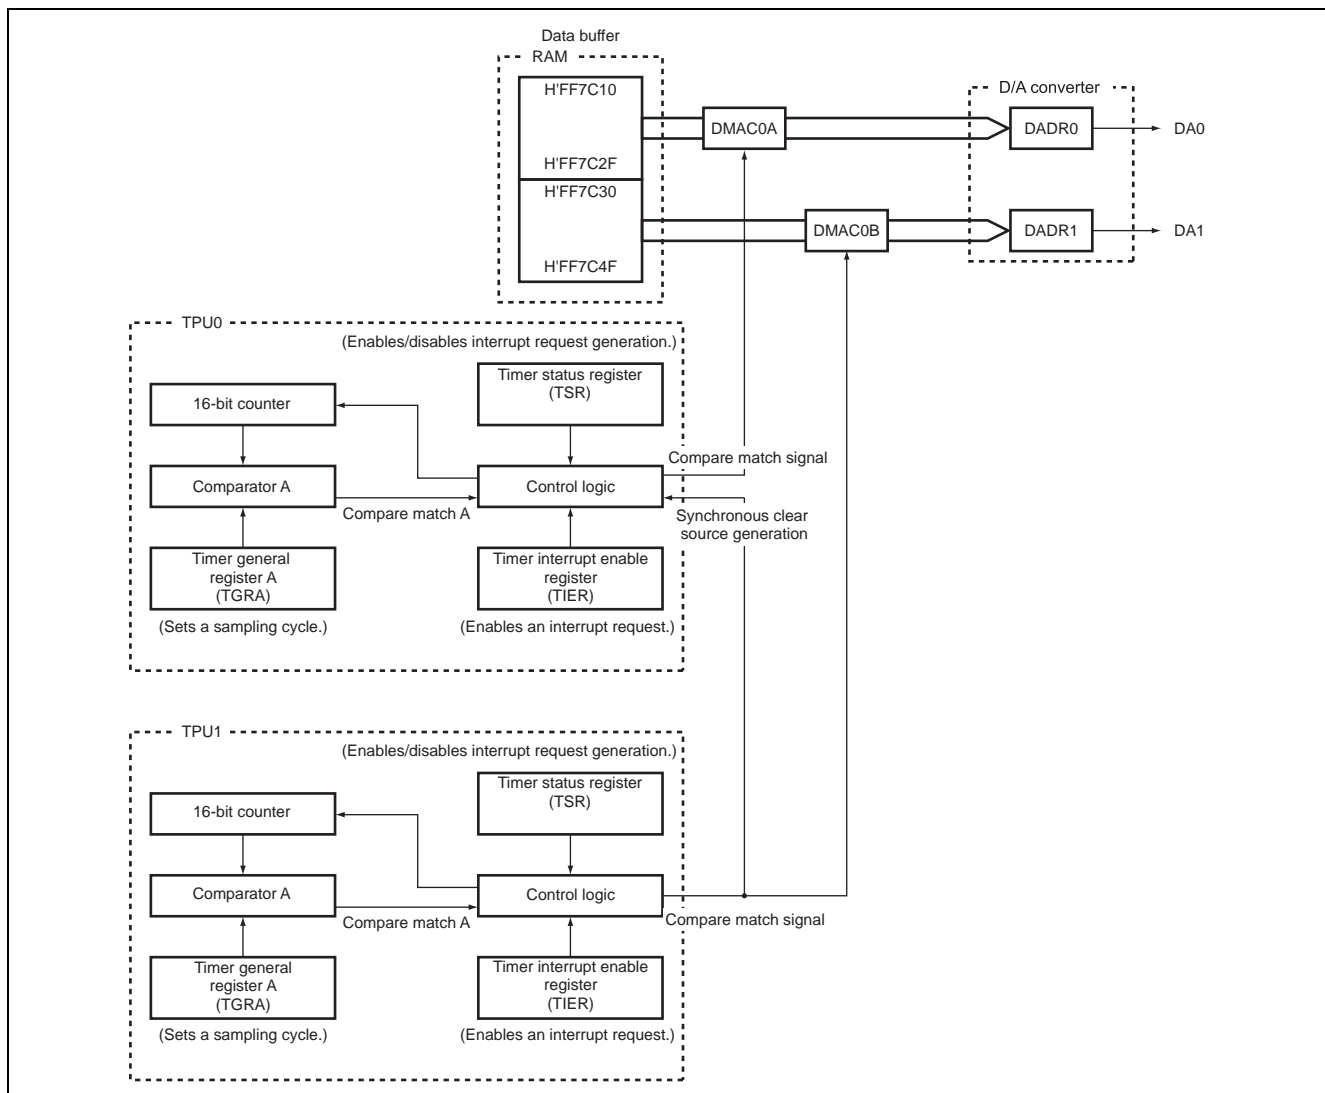 Data buffer
RAM
H'FF7C10
H'FF7C2F
H'FF7C30
H'FF7C4F
DMAC0A
DMAC0B
D/A converter
DADR0
DA0
DADR1
DA1
TPU0
(Enables/disables interrupt request generation.)
Timer status register
(TSR)
16-bit counter
Comparator A
Compare match A
Control logic
Compare match signal
Synchronous clear
source generation
Timer general
register A
(TGRA)
(Sets a sampling cycle.)
Timer interrupt enable
register
(TIER)
(Enables an interrupt request.)
TPU1
(Enables/disables interrupt request generation.)
Timer status register
(TSR)
16-bit counter
Comparator A
Compare match A
Control logic
Compare match signal
Timer general
register A
(TGRA)
(Sets a sampling cycle.)
Timer interrupt enable
register
(TIER)
(Enables an interrupt request.)